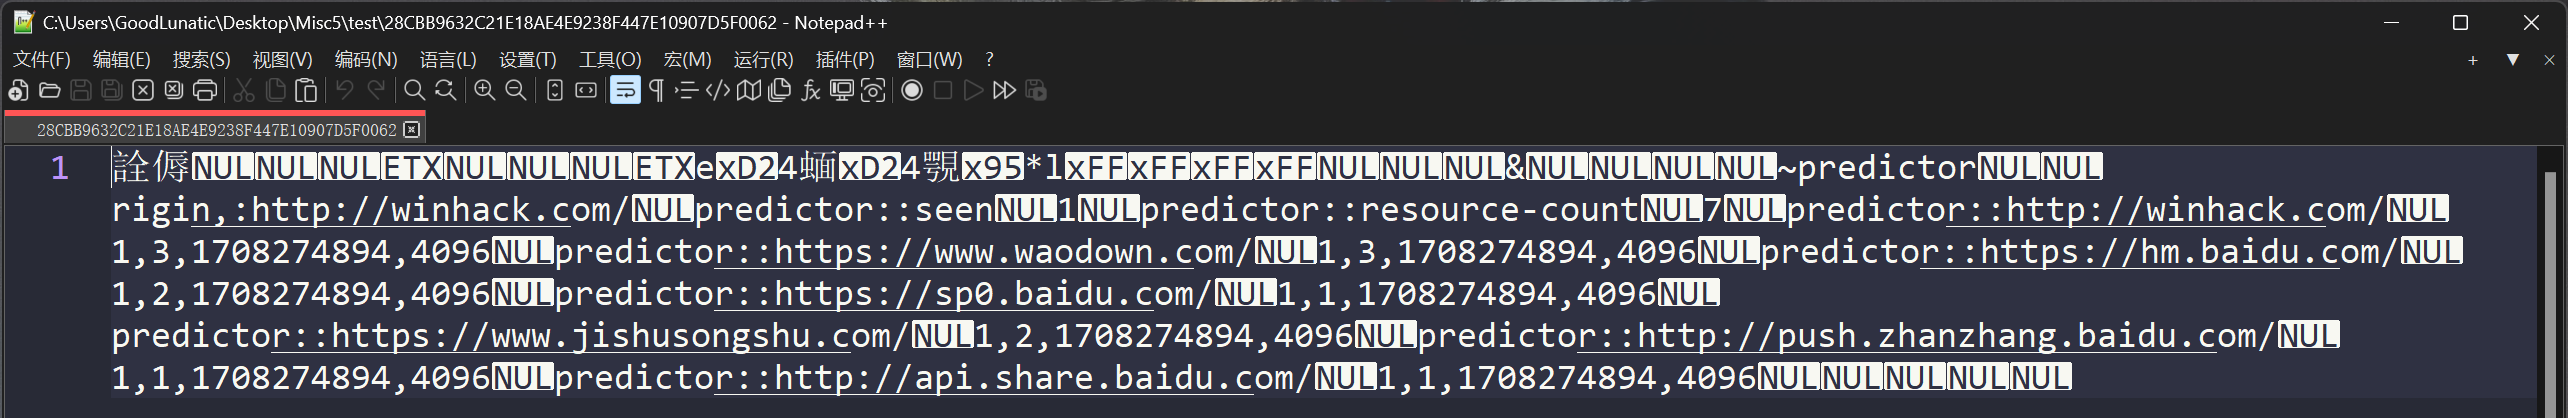 C:\Users\GoodLunatic\Desktop\Misc5\test\28CBB9632C21E18AE4E9238F447E10907D5F0062 - Notepad++
文件(F) 编辑(E) 搜索(S) 视图(V) 编码(N) 语言(L) 设置(T) 工具(O) 宏(M) 运行(R) 插件(P) 窗口(W) ?
28CBB9632C21E18AE4E9238F447E10907D5F0062
1 詮傉NULNULNULETXNULNULNULETXexD24蛔xD24覨x95*lxFFxFFxFFxFFNULNULNUL&NULNULNULNUL~predictorNULNUL
rigin,:http://winhack.com/NULpredictor::seenNUL1NULpredictor::resource-countNUL7NULpredictor::http://winhack.com/NUL
1,3,1708274894,4096NULpredictor::https://www.waodown.com/NUL1,3,1708274894,4096NULpredictor::https://hm.baidu.com/NUL
1,2,1708274894,4096NULpredictor::https://sp0.baidu.com/NUL1,1,1708274894,4096NUL
predictor::https://www.jishusongshu.com/NUL1,2,1708274894,4096NULpredictor::http://push.zhanzhang.baidu.com/NUL
1,1,1708274894,4096NULpredictor::http://api.share.baidu.com/NUL1,1,1708274894,4096NULNULNULNULNUL